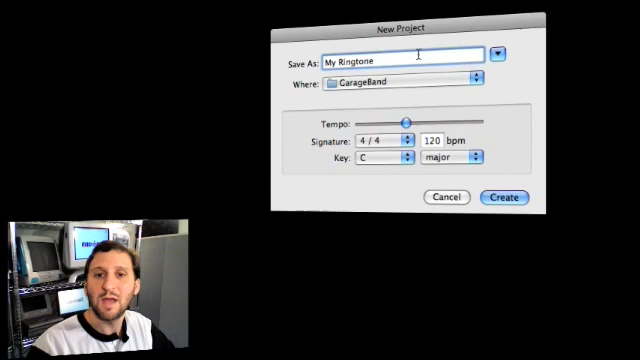 New Project
Save As: My Ringtone
Where: GarageBand
Tempo:
Signature: 4 / 4 120 bpm
Key: C major
Cancel Create